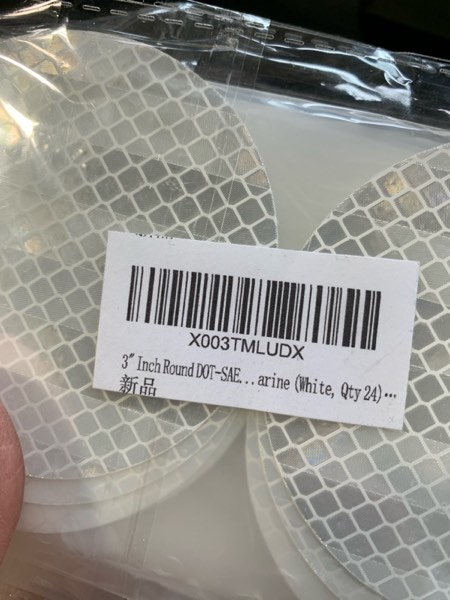 X003TMLUDX
3" Inch Round DOT-SAE...arine (White, Qty 24)...
新品